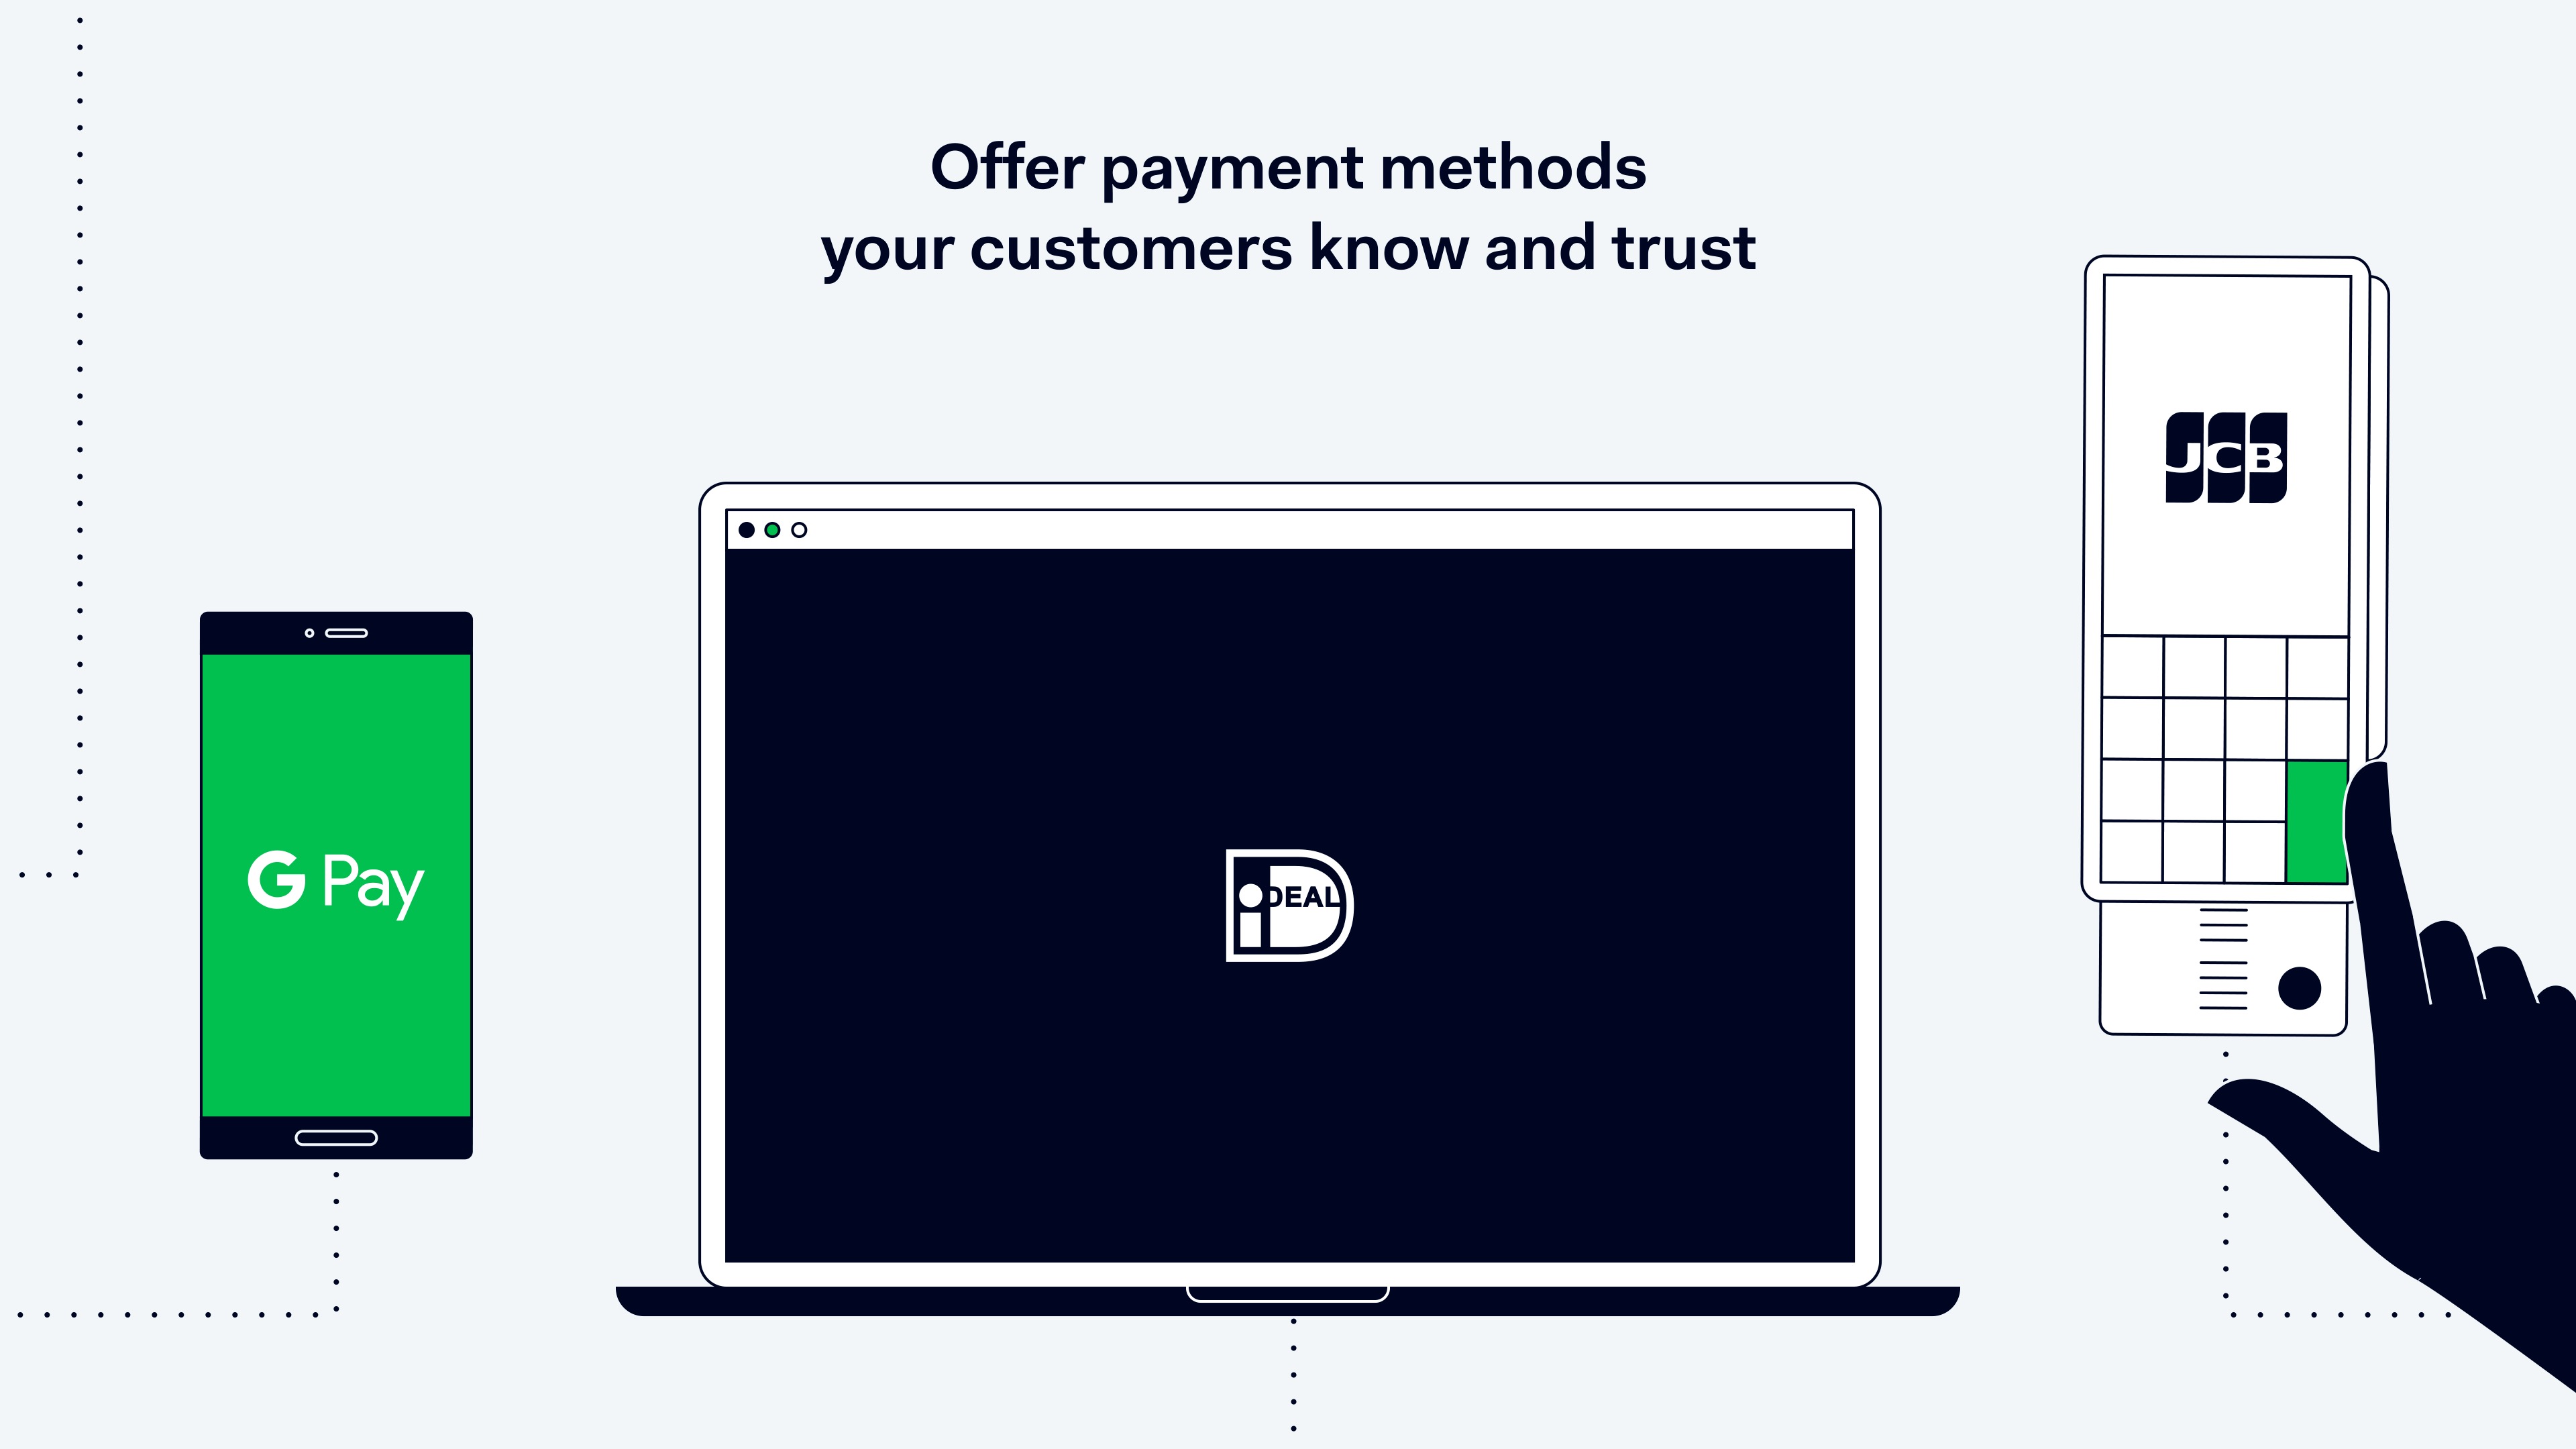 Offer payment methods
your customers know and trust
JCB
G Pay
iDEAL